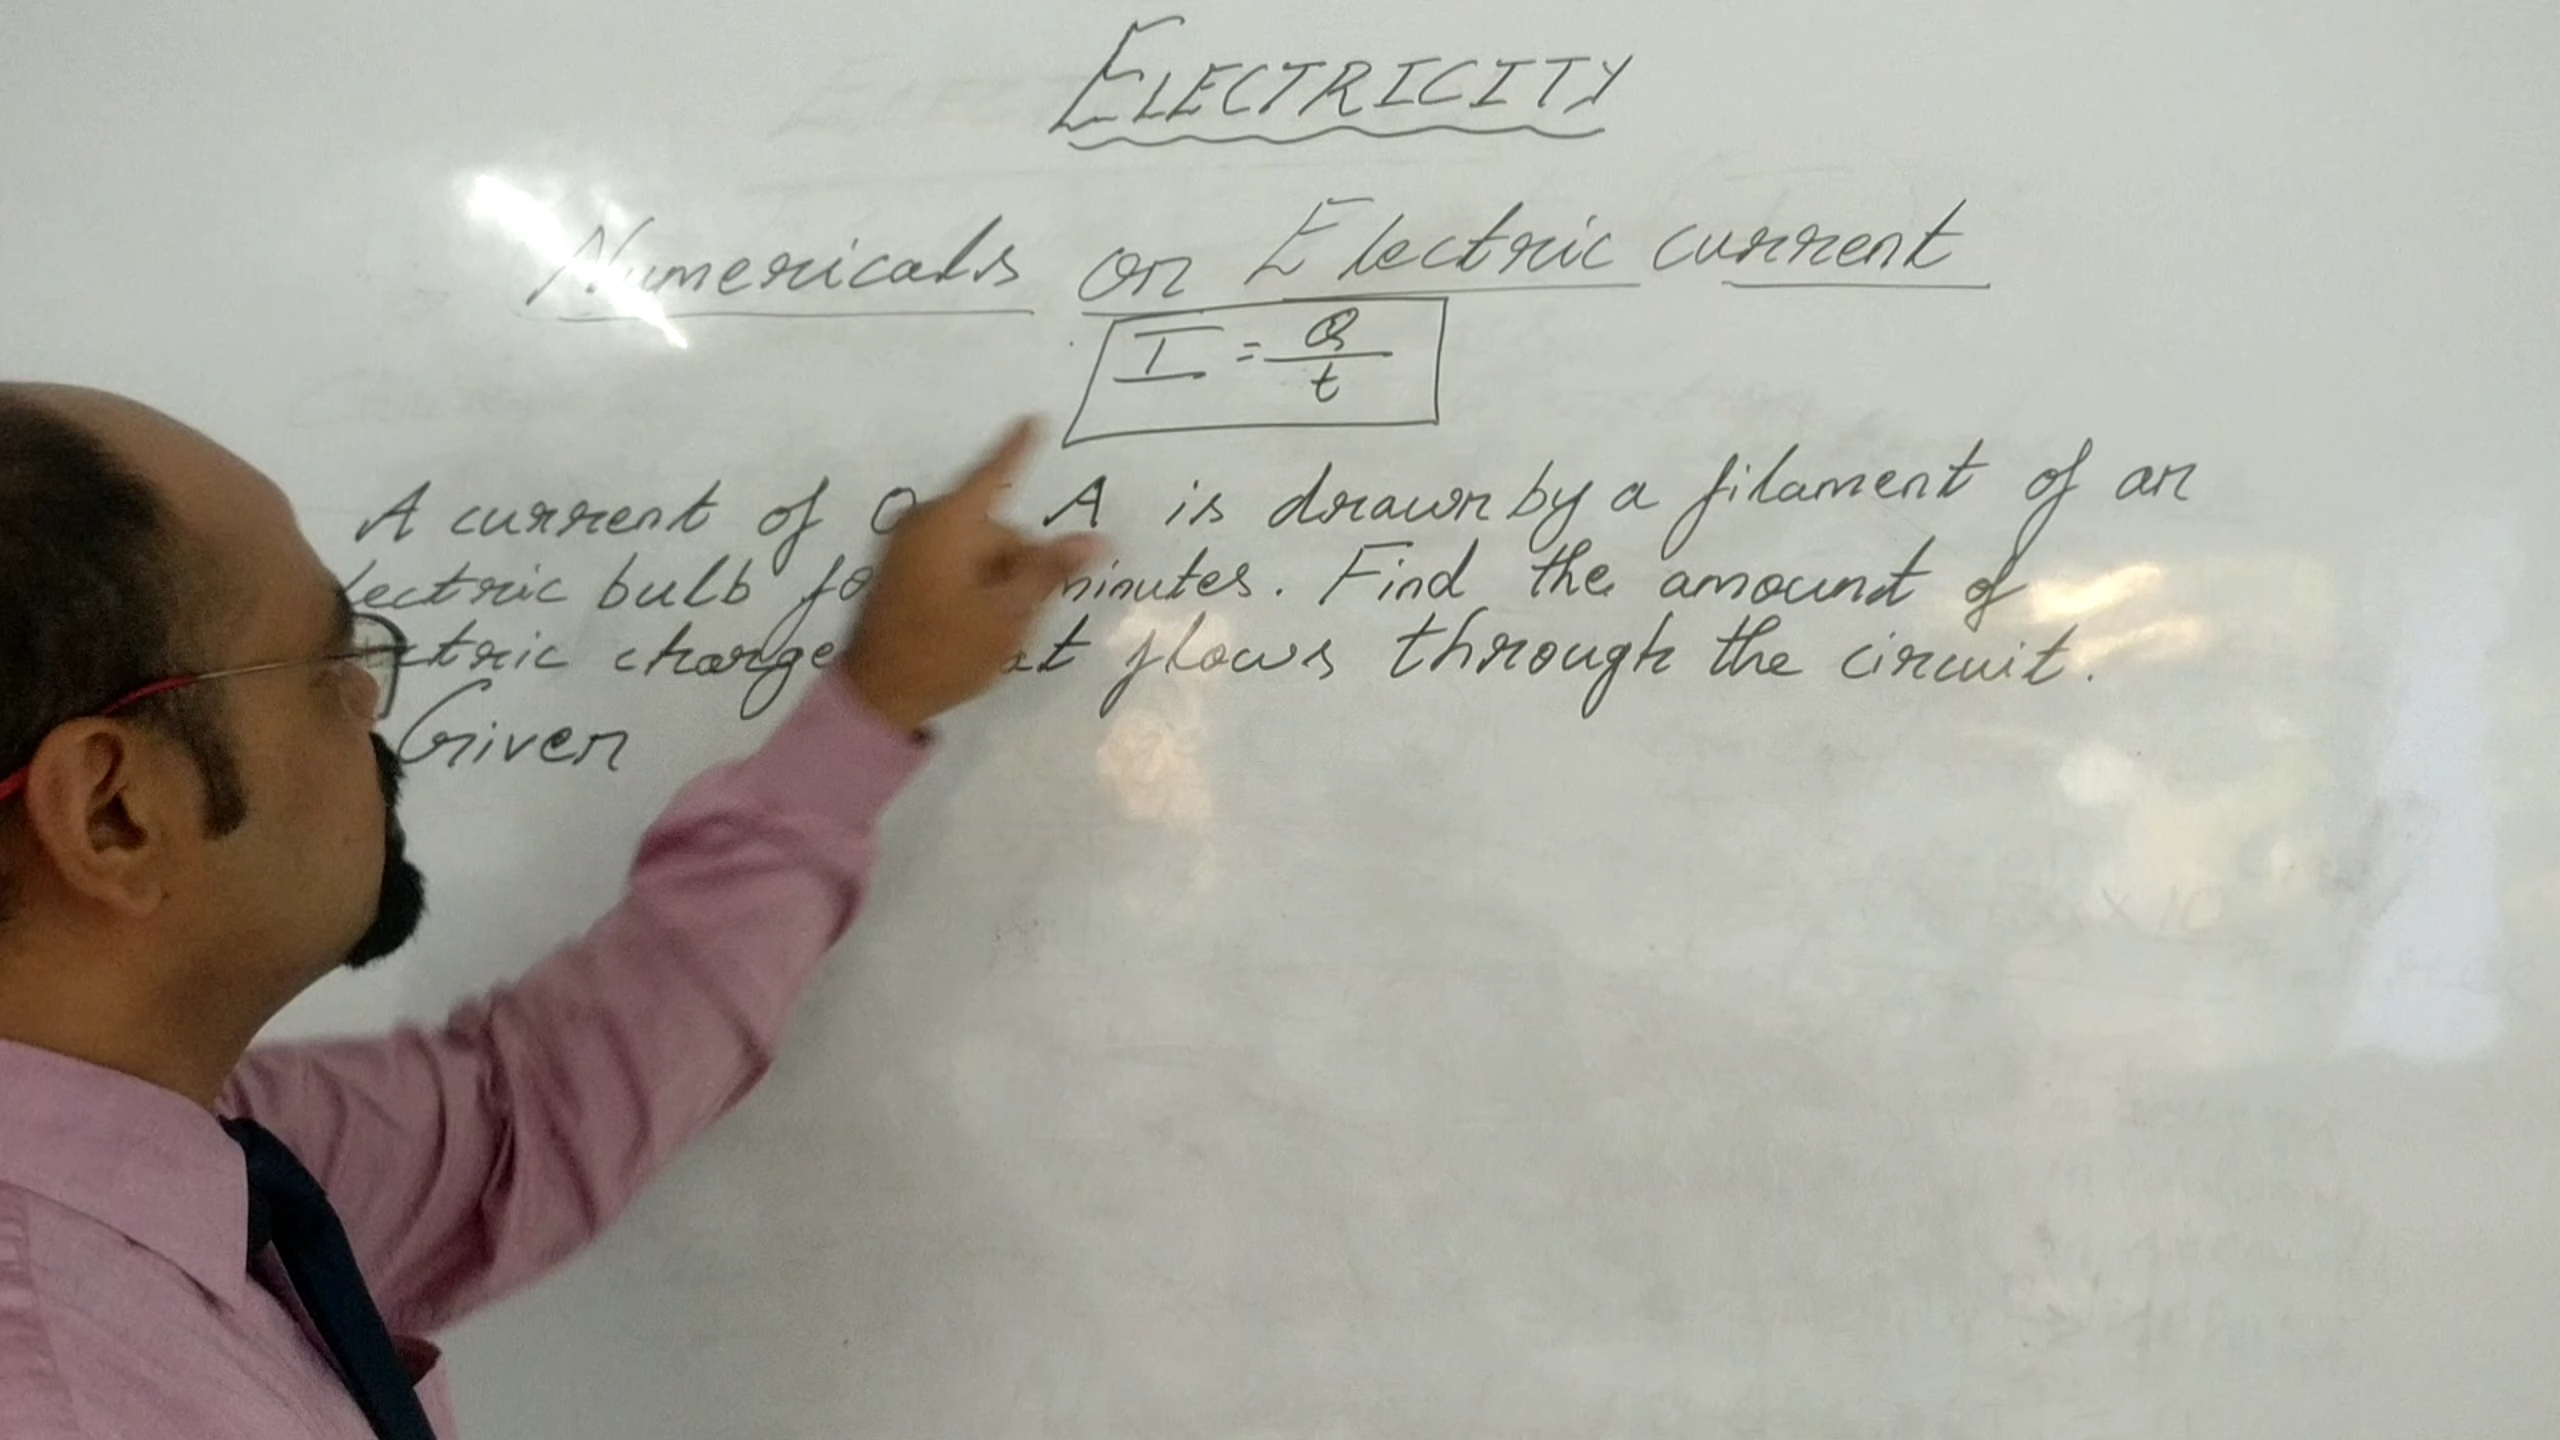 ELECTRICITY
Numericals on Electric current
I = Q/t
A current of A is drawn by a filament of an
bulb minutes. Find the amount of
charge flows through the circuit.
Given